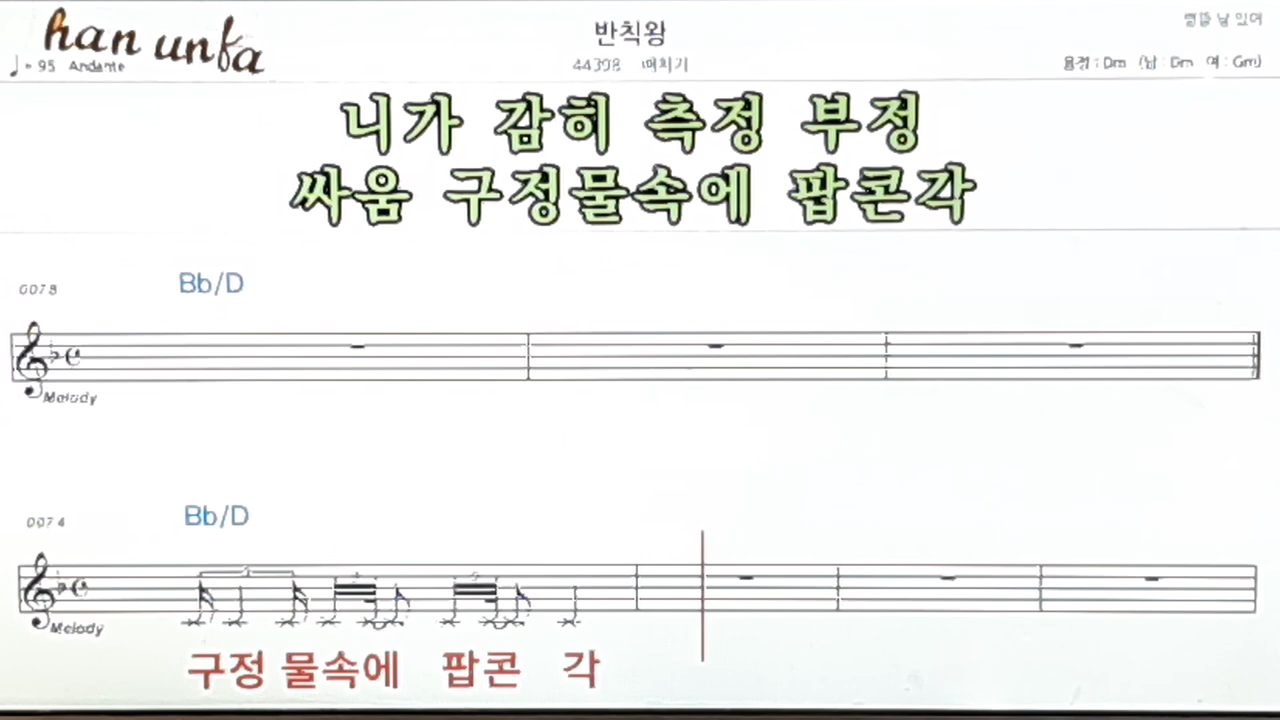 han unfa
반칙왕
♩= 95 Andante
44398
음정 : Dm (남 : Dm 여 : Gm)
니가 감히 측정 부정
싸움 구정물속에 팝콘각
0078
Bb/D
Melody
0074
Bb/D
Melody
구정 물속에 팝콘 각